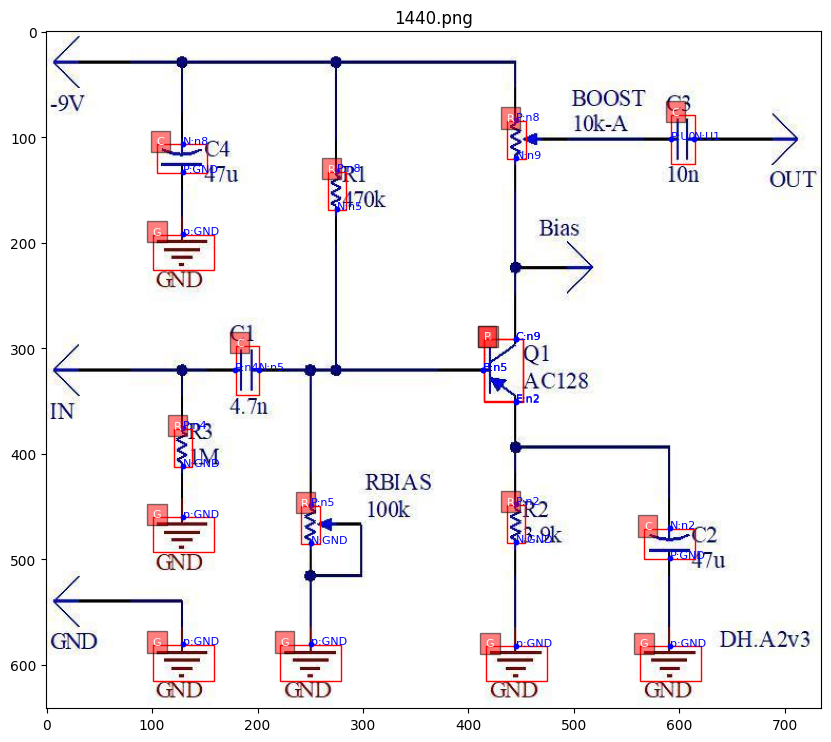 1440.png
0
100
200
300
400
500
600
0
100
200
300
400
500
600
700
-9V
C
N:n8
C4
P:GND
47u
G
p:GND
GND
R
P:n8
R1
N:n5
470k
R
P:n8
N:n9
BOOST
10k-A
C
C3
N:U1
10n
OUT
Bias
IN
C1
C
N:n5
4.7n
R
C:n9
Q1
AC128
B:n5
E:n2
R
R3
1M
N:GND
G
p:GND
GND
RBIAS
100k
R
P:n5
N:GND
R
P:n2
R2
3.9k
N:GND
C
N:n2
C2
P:GND
47u
GND
G
p:GND
GND
G
p:GND
GND
G
p:GND
GND
G
p:GND
GND
DH.A2v3